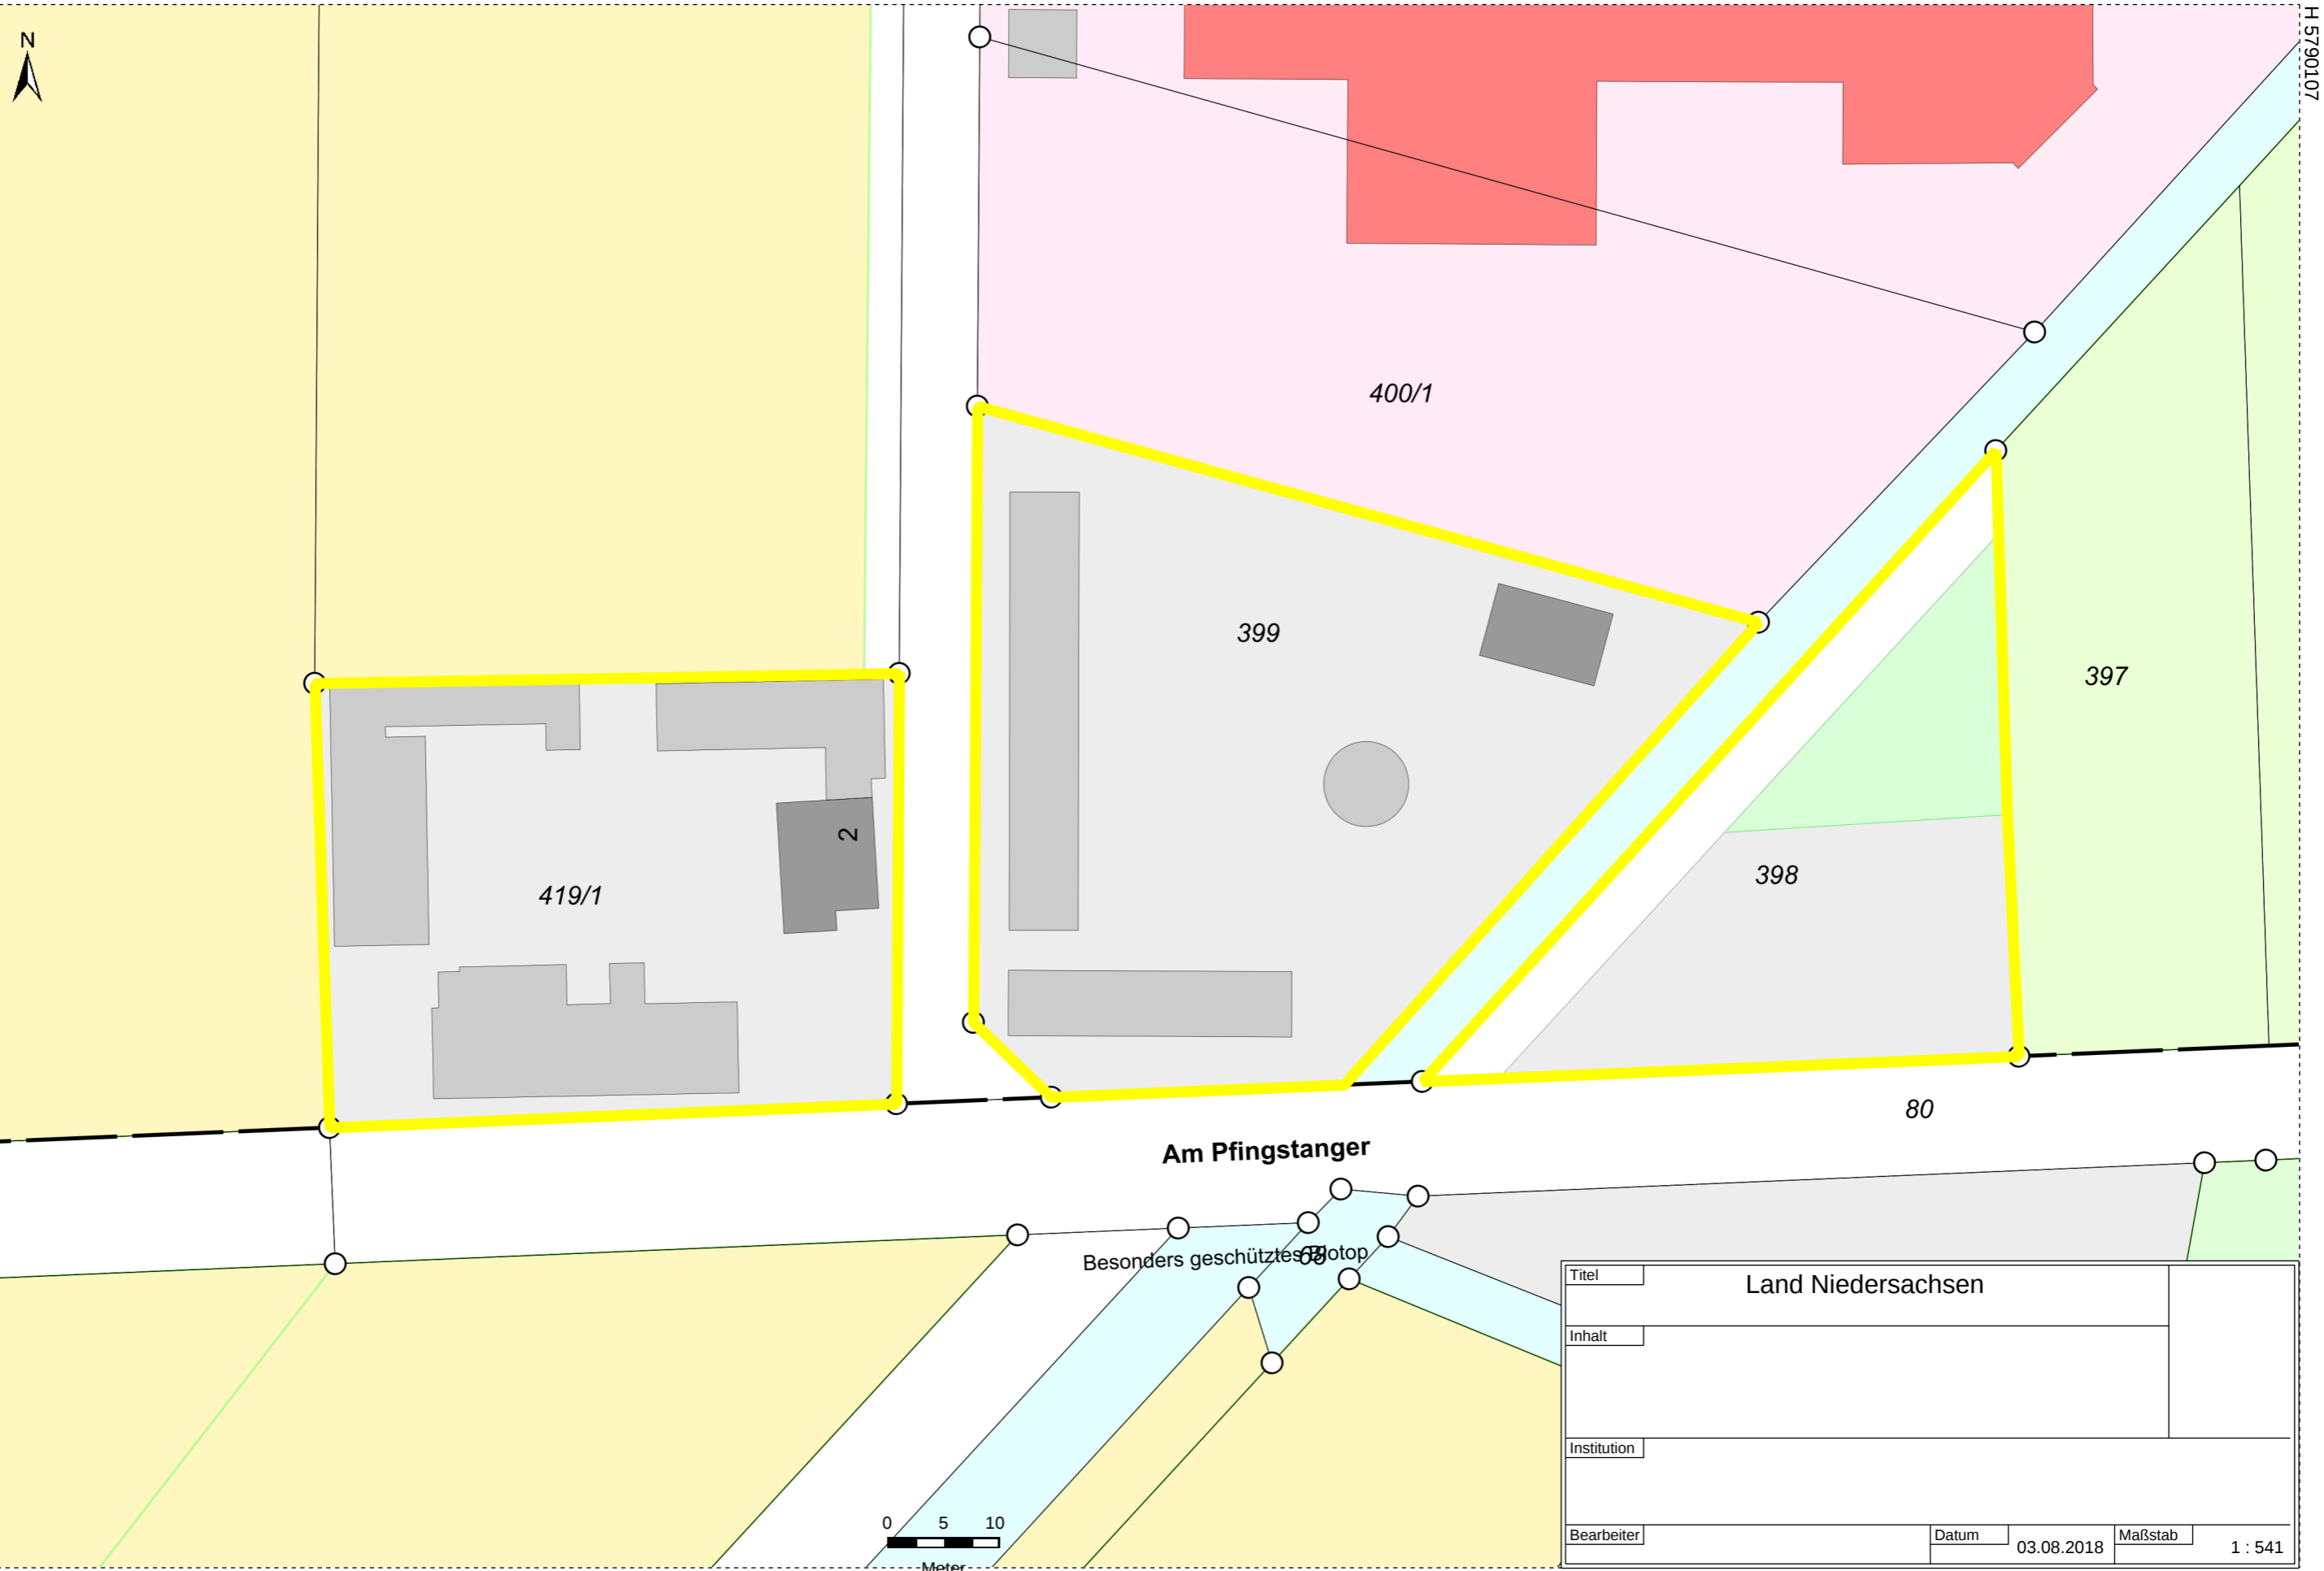 N
H 5790107
400/1
399
397
2
398
419/1
80
Am Pfingstanger
Besonders geschütztes Biotop
68
Titel
Land Niedersachsen
Inhalt
Institution
0 5 10
Meter
Bearbeiter
Datum
03.08.2018
Maßstab
1 : 541